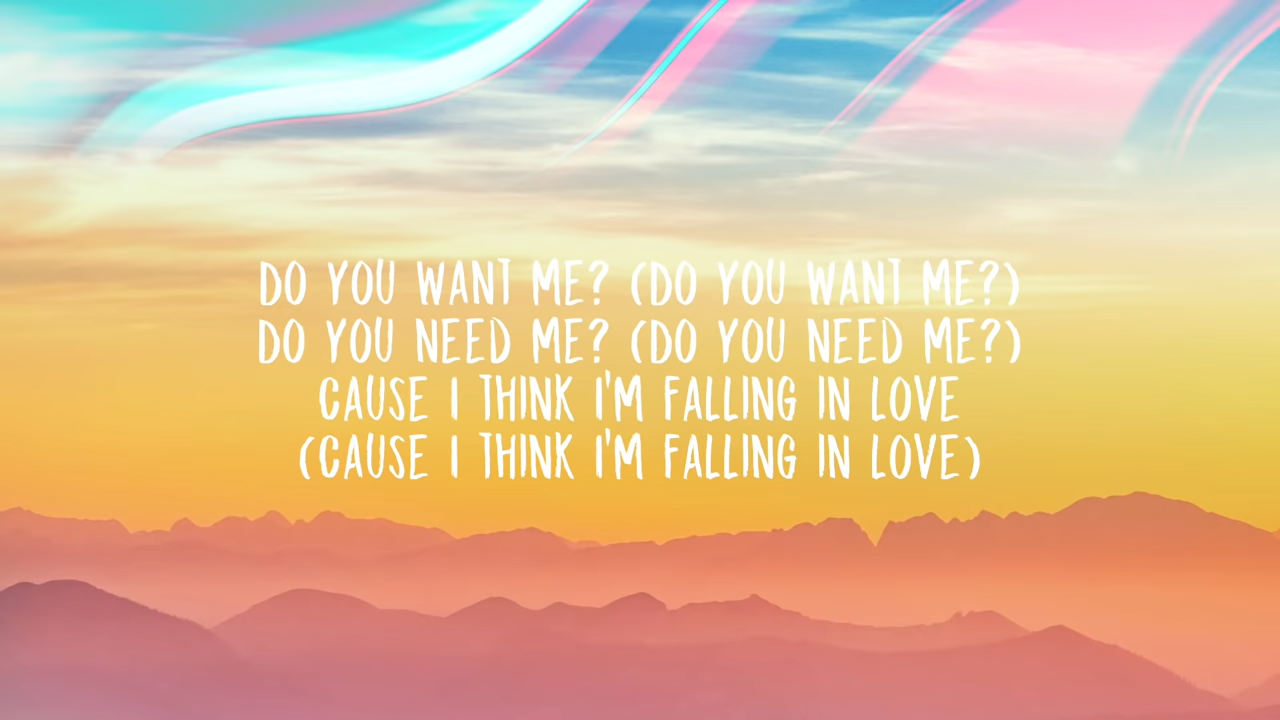 DO YOU WANT ME? (DO YOU WANT ME?)
DO YOU NEED ME? (DO YOU NEED ME?)
CAUSE I THINK I'M FALLING IN LOVE
(CAUSE I THINK I'M FALLING IN LOVE)